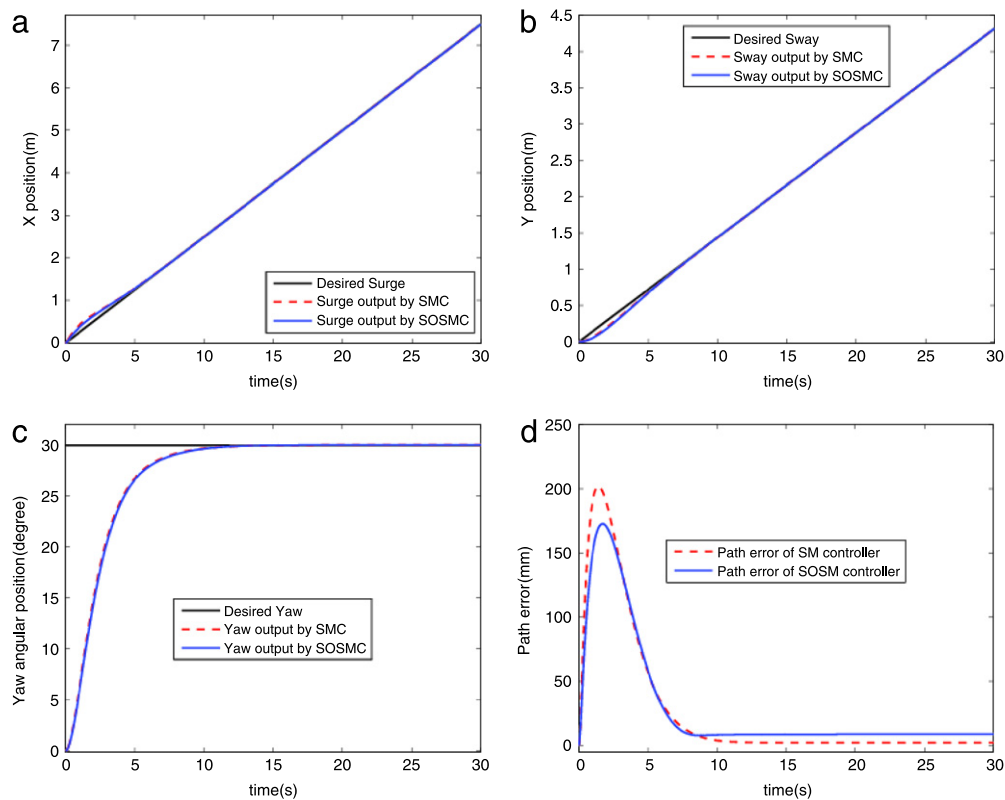 a
7
6
5
4
3
2
1
0
X position(m)
Desired Surge
Surge output by SMC
Surge output by SOSMC
0 5 10 15 20 25 30
time(s)
b
4.5
4
3.5
3
2.5
2
1.5
1
0.5
0
Y position(m)
Desired Sway
Sway output by SMC
Sway output by SOSMC
0 5 10 15 20 25 30
time(s)
c
30
25
20
15
10
5
0
Yaw angular position(degree)
Desired Yaw
Yaw output by SMC
Yaw output by SOSMC
0 5 10 15 20 25 30
time(s)
d
250
200
150
100
50
0
Path error(mm)
Path error of SM controller
Path error of SOSM controller
0 5 10 15 20 25 30
time(s)